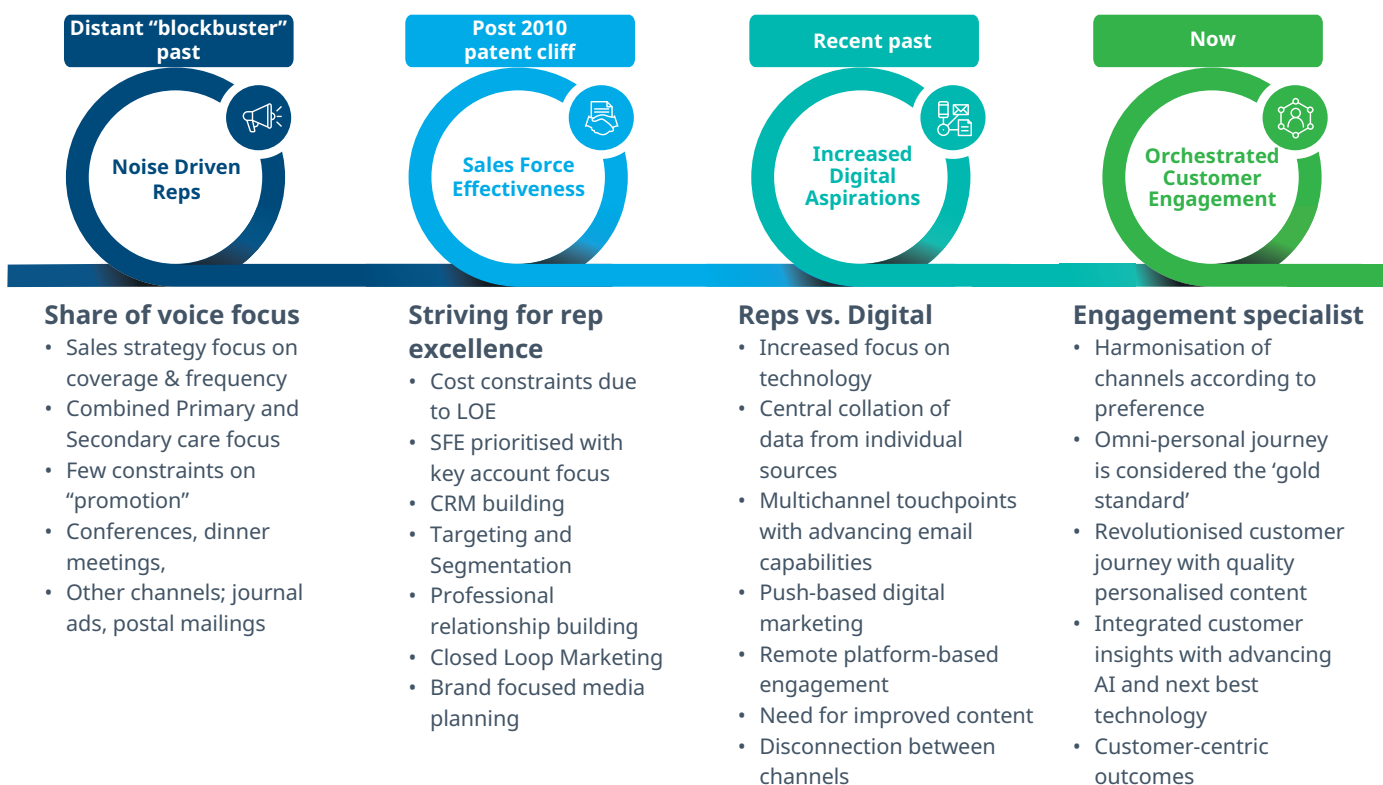 Distant “blockbuster”
past
Noise Driven
Reps
Share of voice focus
• Sales strategy focus on
coverage & frequency
• Combined Primary and
Secondary care focus
• Few constraints on
“promotion”
• Conferences, dinner
meetings,
• Other channels; journal
ads, postal mailings
Post 2010
patent cliff
Sales Force
Effectiveness
Striving for rep
excellence
• Cost constraints due
to LOE
• SFE prioritised with
key account focus
• CRM building
• Targeting and
Segmentation
• Professional
relationship building
• Closed Loop Marketing
• Brand focused media
planning
Recent past
Increased
Digital
Aspirations
Reps vs. Digital
• Increased focus on
technology
• Central collation of
data from individual
sources
• Multichannel touchpoints
with advancing email
capabilities
• Push-based digital
marketing
• Remote platform-based
engagement
• Need for improved content
• Disconnection between
channels
Now
Orchestrated
Customer
Engagement
Engagement specialist
• Harmonisation of
channels according to
preference
• Omni-personal journey
is considered the ‘gold
standard’
• Revolutionised customer
journey with quality
personalised content
• Integrated customer
insights with advancing
AI and next best
technology
• Customer-centric
outcomes